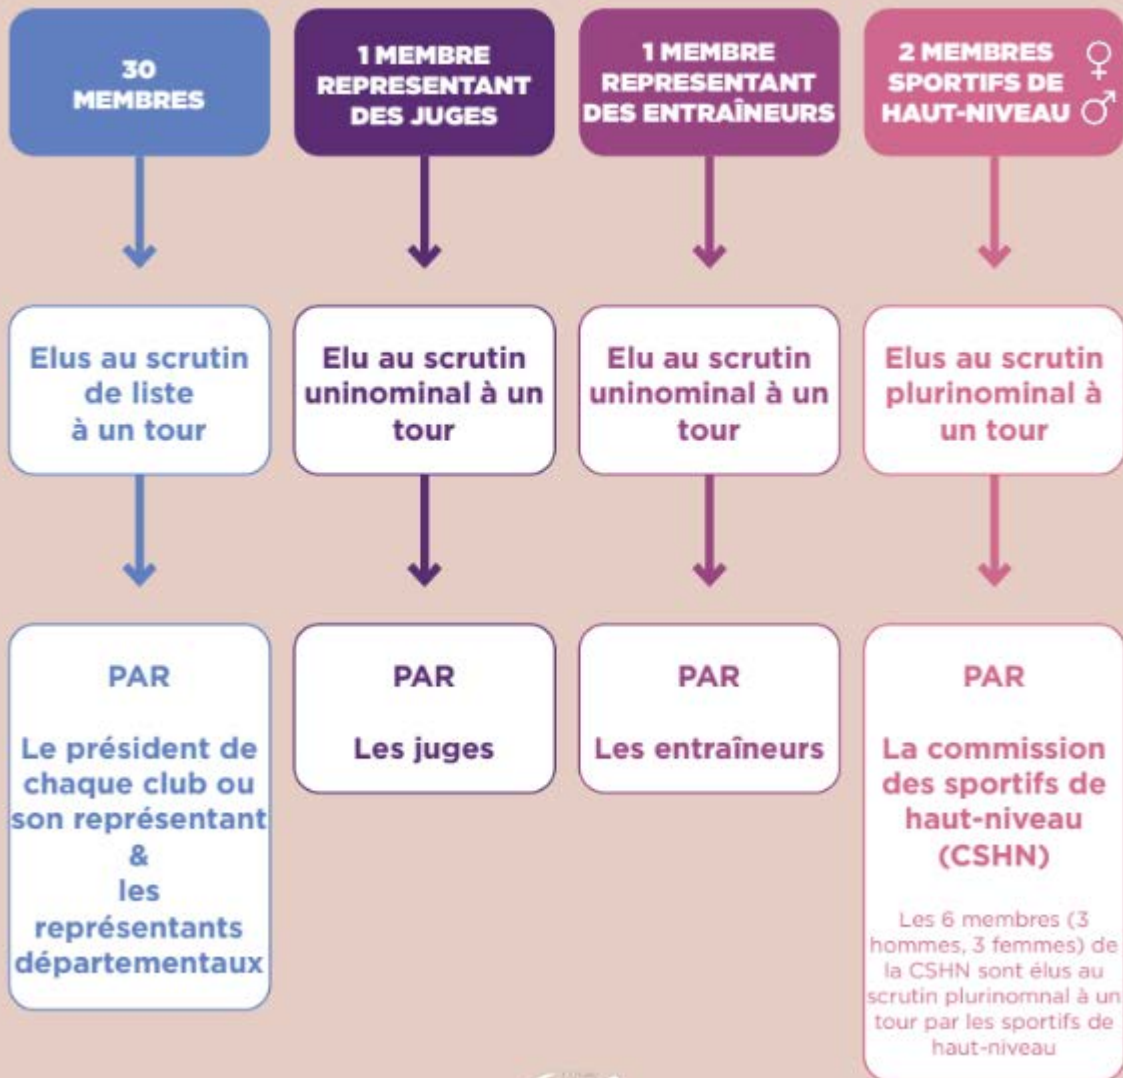 30
MEMBRES
1 MEMBRE
REPRESENTANT
DES JUGES
1 MEMBRE
REPRESENTANT
DES ENTRAÎNEURS
2 MEMBRES
SPORTIFS DE
HAUT-NIVEAU
Elus au scrutin
de liste
à un tour
Elu au scrutin
uninominal à un
tour
Elu au scrutin
uninominal à un
tour
Elus au scrutin
plurinominal à
un tour
PAR
Le président de
chaque club ou
son représentant
&
les
représentants
départementaux
PAR
Les juges
PAR
Les entraîneurs
PAR
La commission
des sportifs de
haut-niveau
(CSHN)
Les 6 membres (3
hommes, 3 femmes) de
la CSHN sont élus au
scrutin plurinomnal à un
tour par les sportifs de
haut-niveau